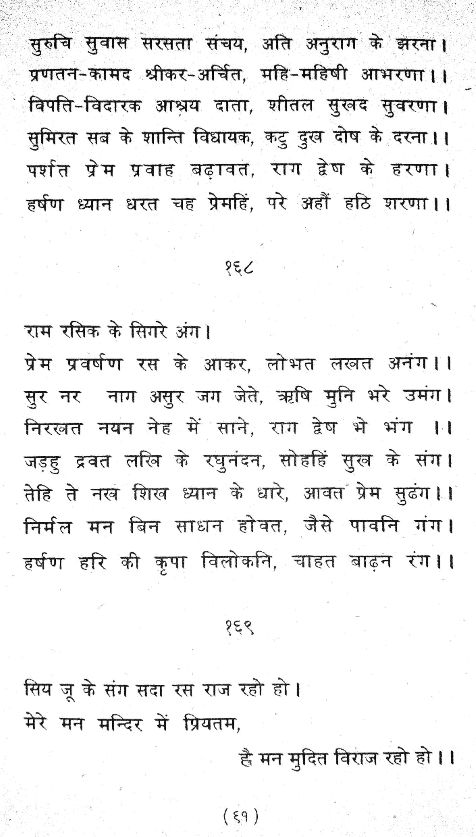 सुरुचि सुवास सरसता संचय, अति अनुराग के झरना।
प्रणतन-कामद श्रीकर-अर्चित, महि-महिषी आभरणा।।
विपति-विदारक आश्रय दाता, शीतल सुखद सुवरणा।
सुमिरत सब के शान्ति विधायक, कटु दुख दोष के दरना।।
पर्शत प्रेम प्रवाह बढ़ावत, राग द्वेष के हरणा।
हर्षण ध्यान धरत चह प्रेमहिं, परे अहौं हठि शरणा।।
१६८
राम रसिक के सिगरे अंग।
प्रेम प्रवर्षण रस के आकर, लोभत लखत अनंग।।
सुर नर नाग असुर जग जेते, ऋषि मुनि भरे उमंग।
निरखत नयन नेह में साने, राग द्वेष भे भंग ।।
जड़हु द्रवत लखि के रघुनंदन, सोहहिं सुख के संग।
तेहि ते नख शिख ध्यान के धारे, आवत प्रेम सुढंग।।
निर्मल मन बिन साधन होवत, जैसे पावनि गंग।
हर्षण हरि की कृपा विलोकनि, चाहत बाढ़न रंग।।
१६९
सिय जू के संग सदा रस राज रहो हो।
मेरे मन मन्दिर में प्रियतम,
ह्वै मन मुदित विराज रहो हो।।
(६१)